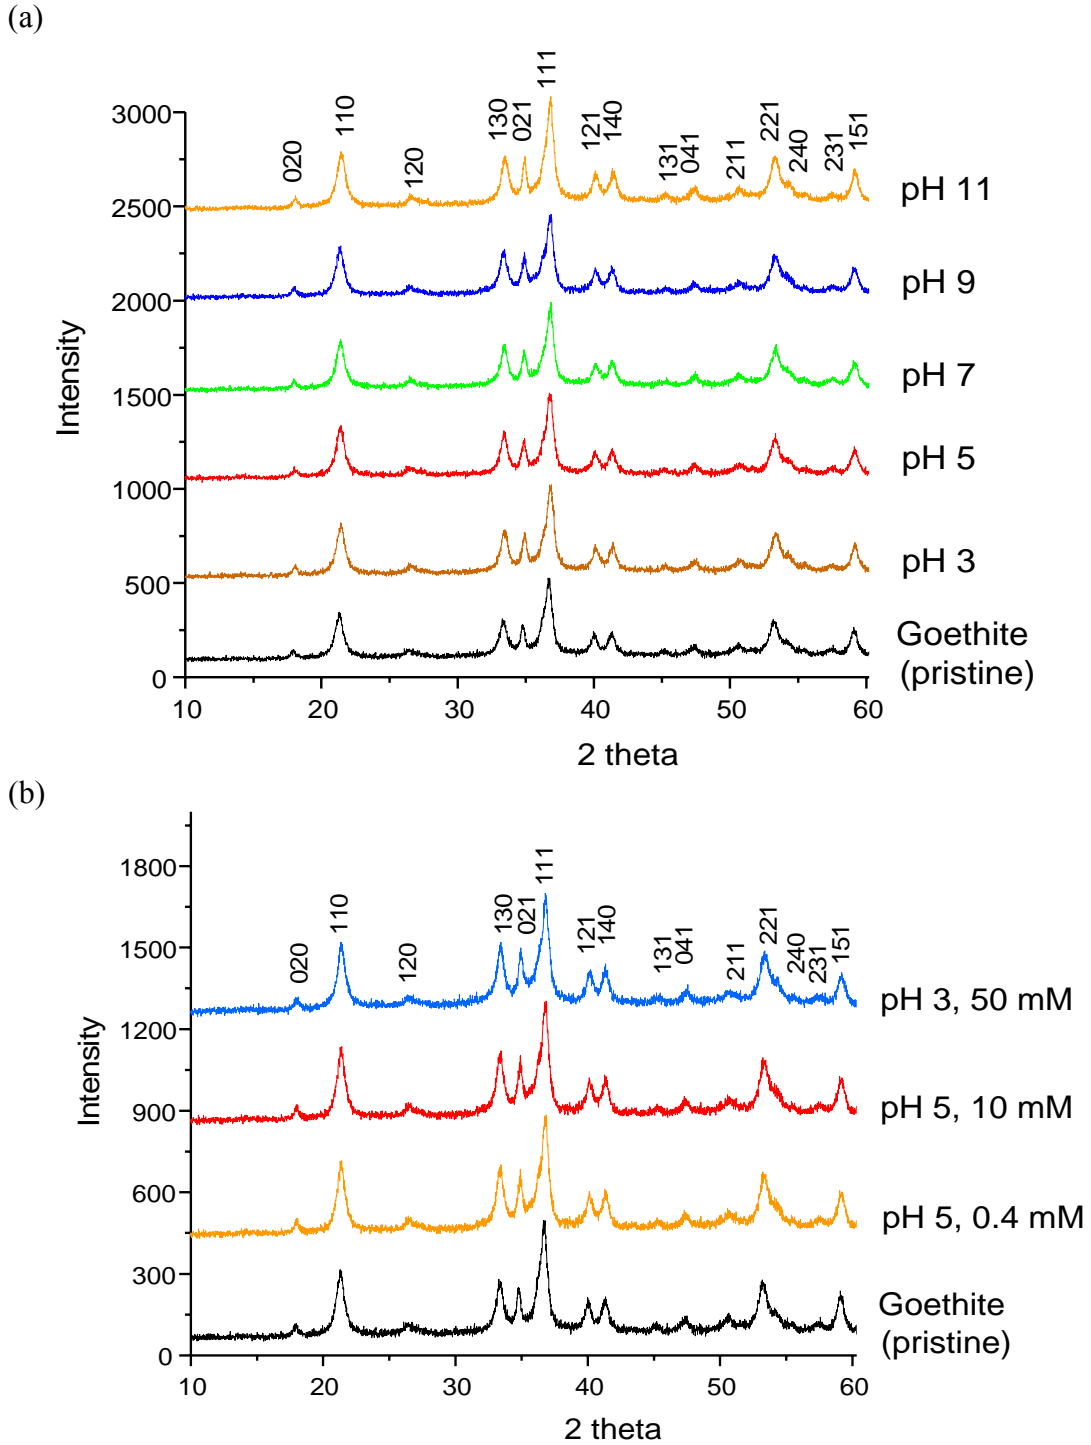 (a)
111
110
130
021
121
140
221
151
020
120
131
041
211
240
231
3000
2500
2000
1500
1000
500
0
Intensity
pH 11
pH 9
pH 7
pH 5
pH 3
Goethite
(pristine)
10 20 30 40 50 60
2 theta
(b)
111
110
130
021
121
140
221
151
020
120
131
041
211
240
231
1800
1500
1200
900
600
300
0
Intensity
pH 3, 50 mM
pH 5, 10 mM
pH 5, 0.4 mM
Goethite
(pristine)
10 20 30 40 50 60
2 theta